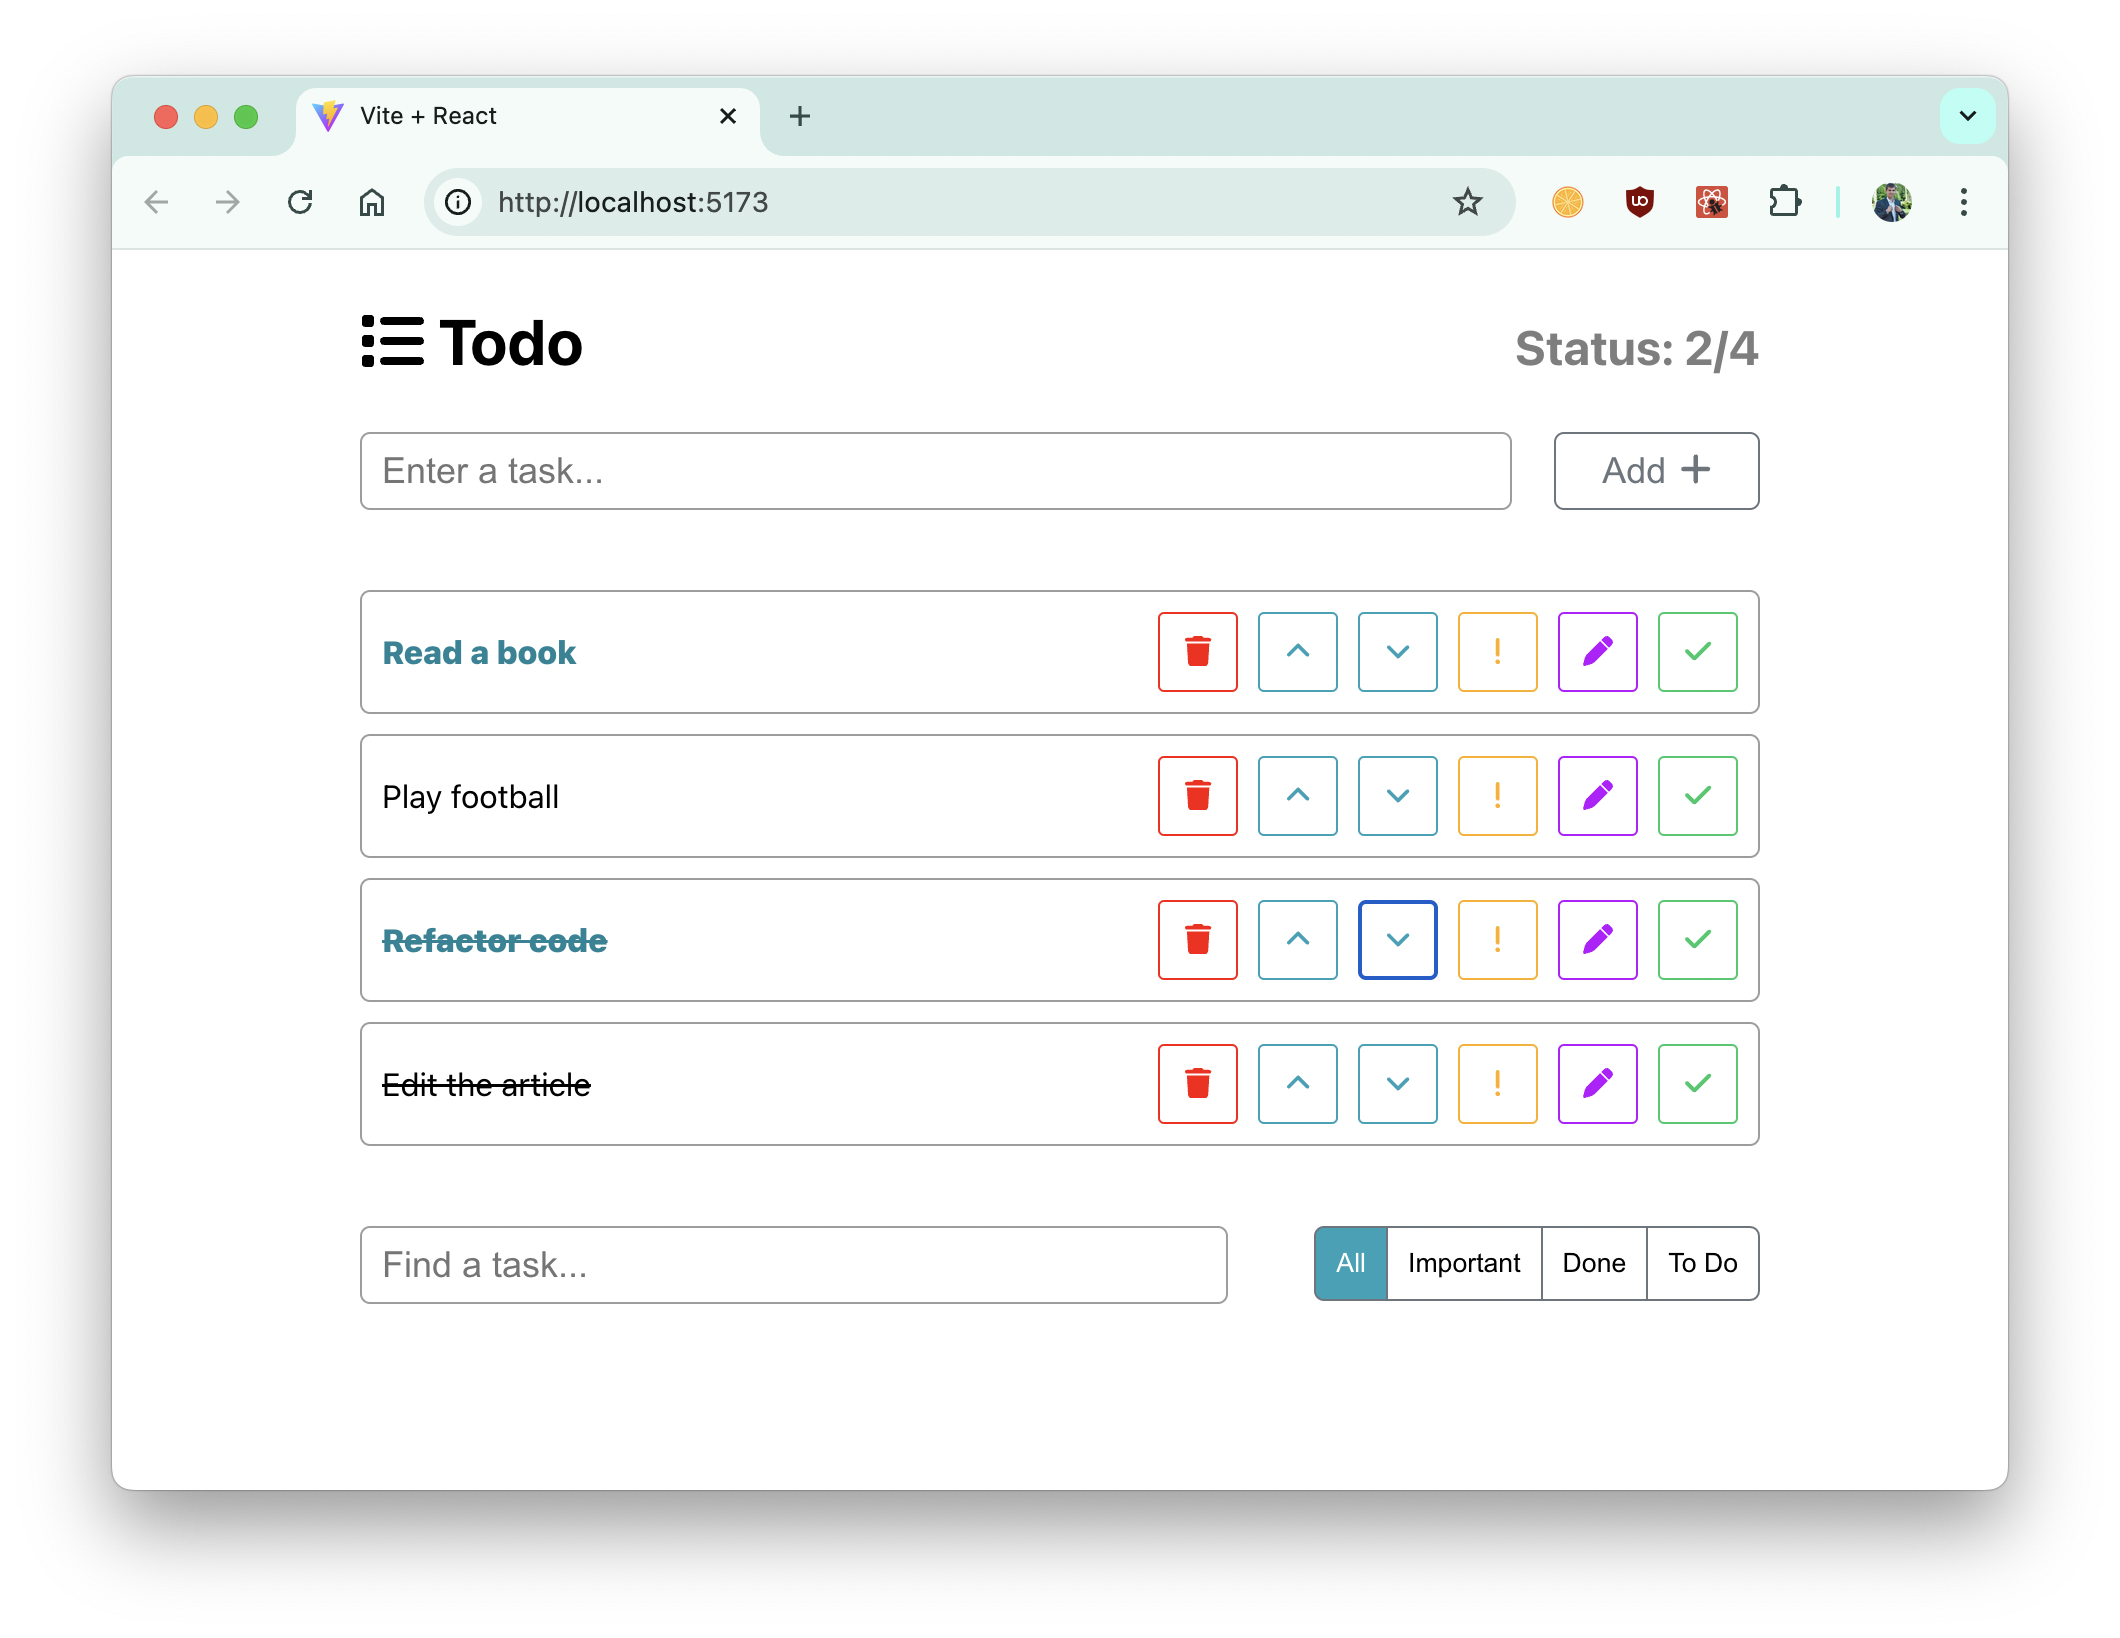 Vite + React
http://localhost:5173
Todo
Status: 2/4
Enter a task...
Add
Read a book
Play football
Refactor code
Edit the article
Find a task...
All Important Done To Do